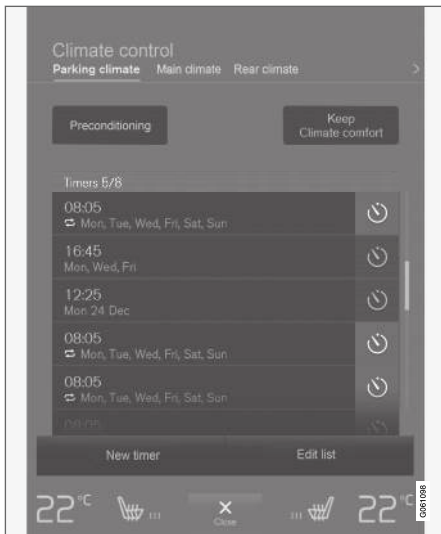 Climate control
Parking climate Main climate Rear climate
Preconditioning
Keep
Climate comfort
Timers 5/8
08:05
Mon, Tue, Wed, Fri, Sat, Sun
16:45
Mon, Wed, Fri
12:25
Mon 24 Dec
08:05
Mon, Tue, Wed, Fri, Sat, Sun
08:05
Mon, Tue, Wed, Fri, Sat, Sun
08:05
New timer Edit list
22°C Close 22°C
G061098